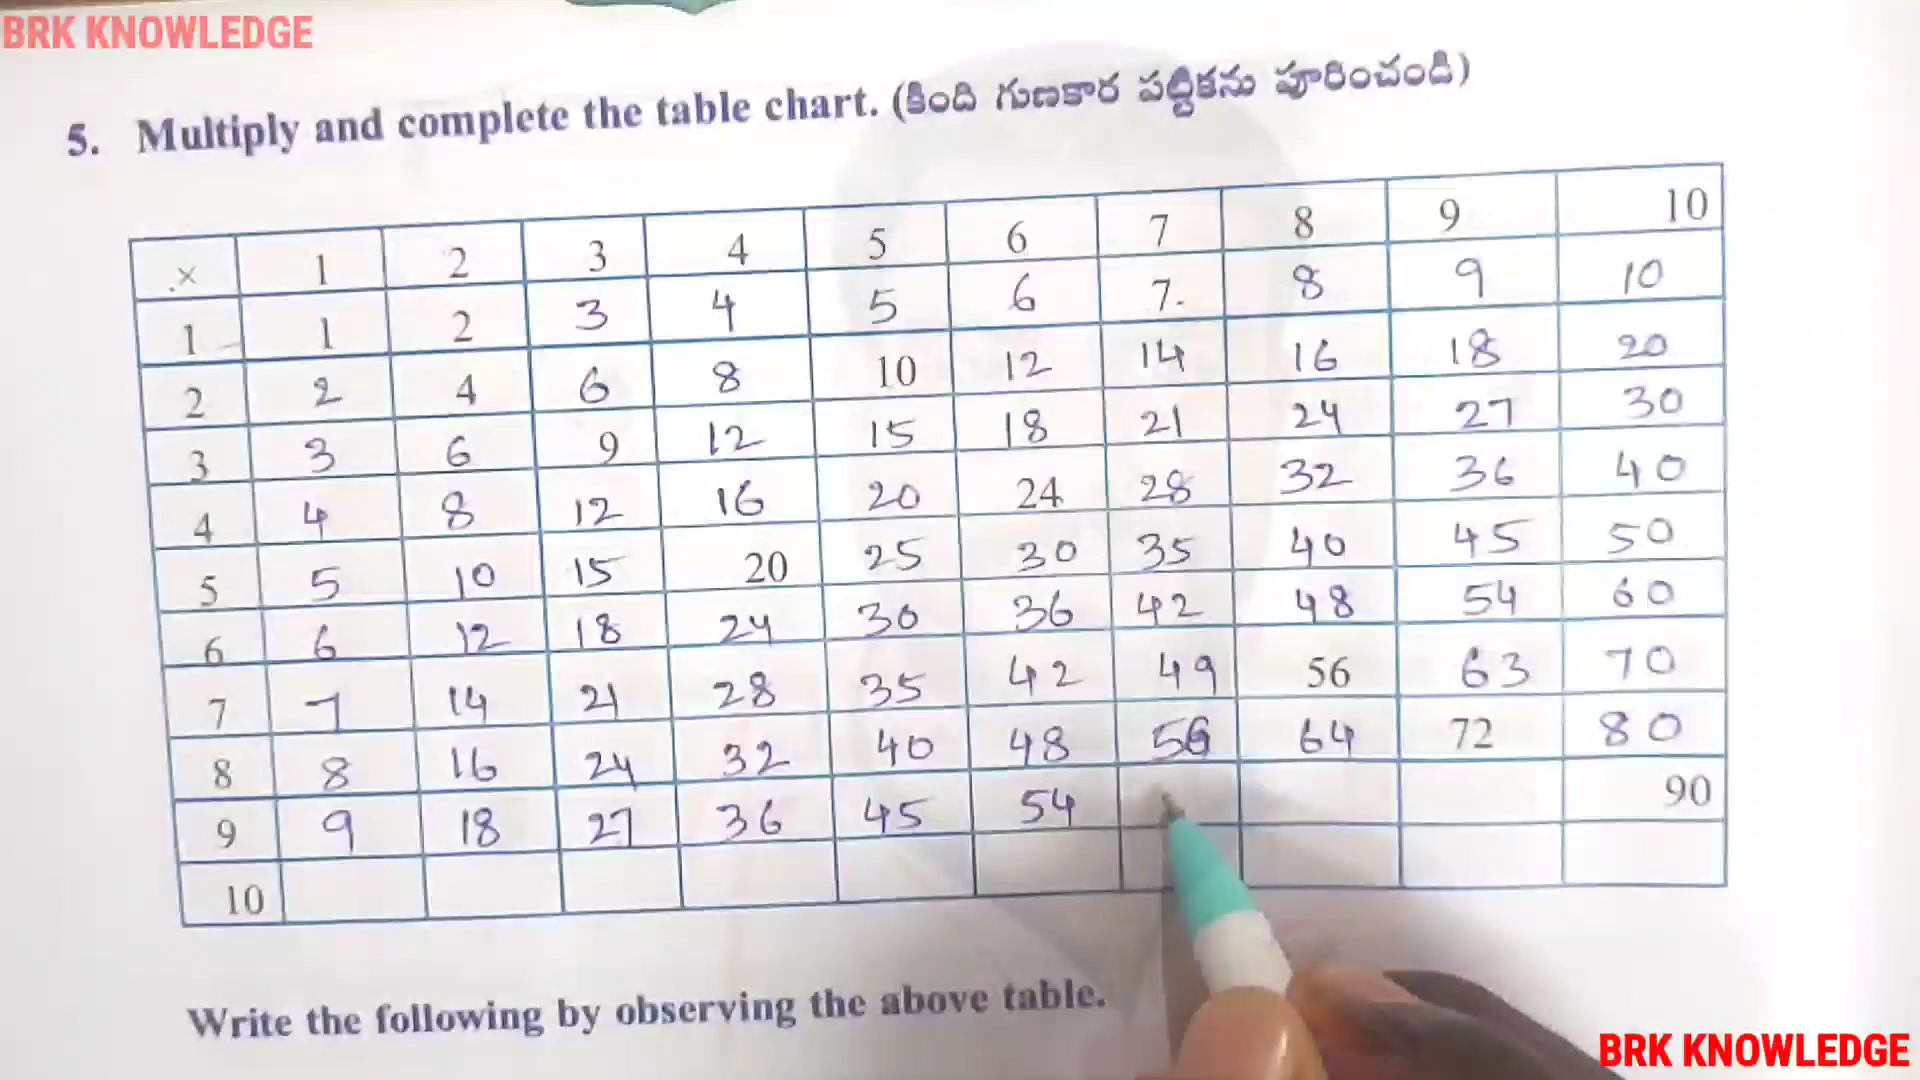 BRK KNOWLEDGE
5. Multiply and complete the table chart. (కింది గుణకార పట్టికను పూరించండి)
× 1 2 3 4 5 6 7 8 9 10
1 1 2 3 4 5 6 7. 8 9 10
2 2 4 6 8 10 12 14 16 18 20
3 3 6 9 12 15 18 21 24 27 30
4 4 8 12 16 20 24 28 32 36 40
5 5 10 15 20 25 30 35 40 45 50
6 6 12 18 24 30 36 42 48 54 60
7 7 14 21 28 35 42 49 56 63 70
8 8 16 24 32 40 48 56 64 72 80
9 9 18 27 36 45 54 90
10
Write the following by observing the above table.
BRK KNOWLEDGE